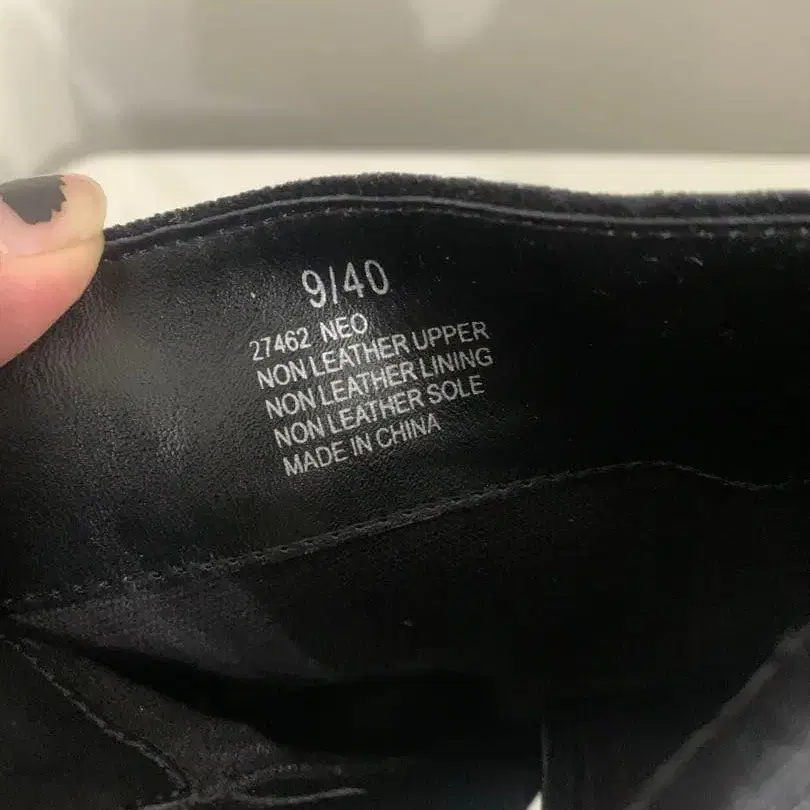 9/40
27462 NEO
NON LEATHER UPPER
NON LEATHER LINING
NON LEATHER SOLE
MADE IN CHINA